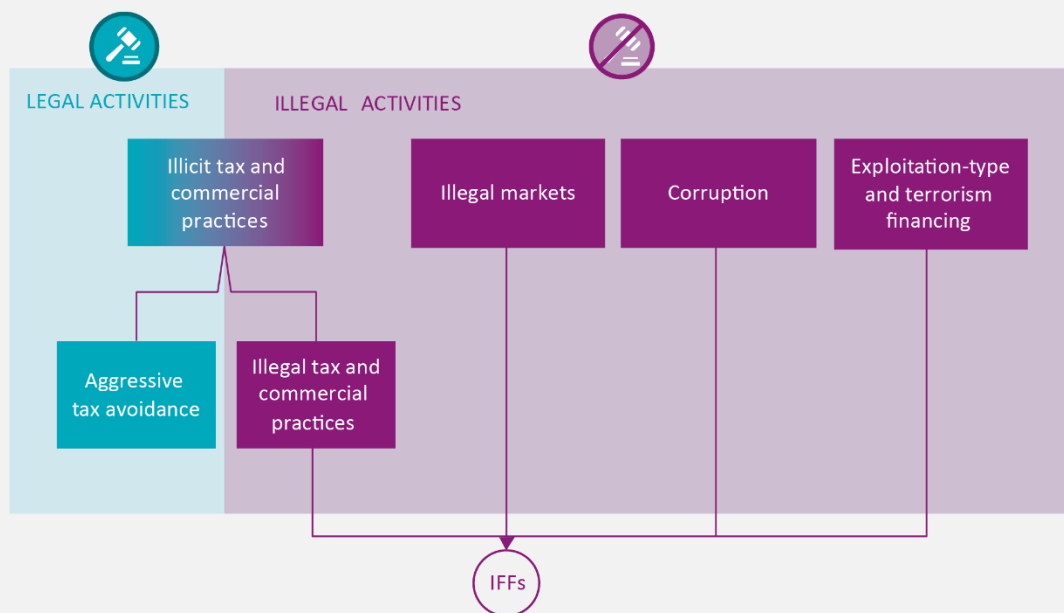 LEGAL ACTIVITIES
ILLEGAL ACTIVITIES
Illicit tax and
commercial
practices
Illegal markets
Corruption
Exploitation-type
and terrorism
financing
Aggressive
tax avoidance
Illegal tax and
commercial
practices
IFFs